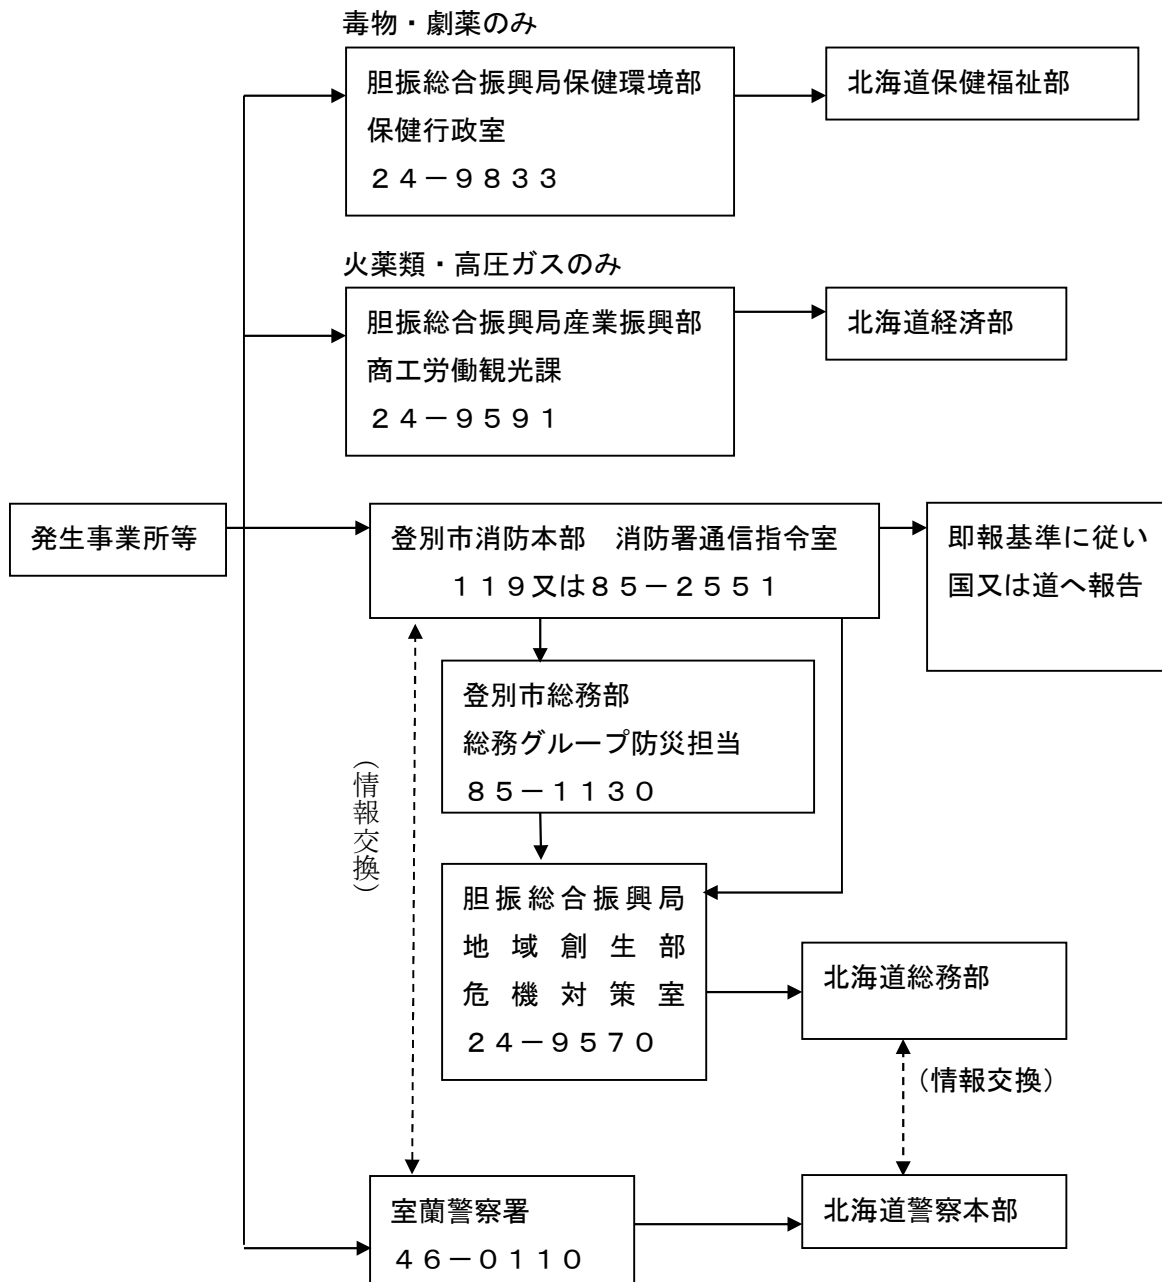 毒物・劇薬のみ
胆振総合振興局保健環境部
保健行政室
２４－９８３３
北海道保健福祉部
火薬類・高圧ガスのみ
胆振総合振興局産業振興部
商工労働観光課
２４－９５９１
北海道経済部
発生事業所等
登別市消防本部　消防署通信指令室
１１９又は８５－２５５１
即報基準に従い
国又は道へ報告
登別市総務部
総務グループ防災担当
８５－１１３０
（情報交換）
胆振総合振興局
地域創生部
危機対策室
２４－９５７０
北海道総務部
（情報交換）
室蘭警察署
４６－０１１０
北海道警察本部